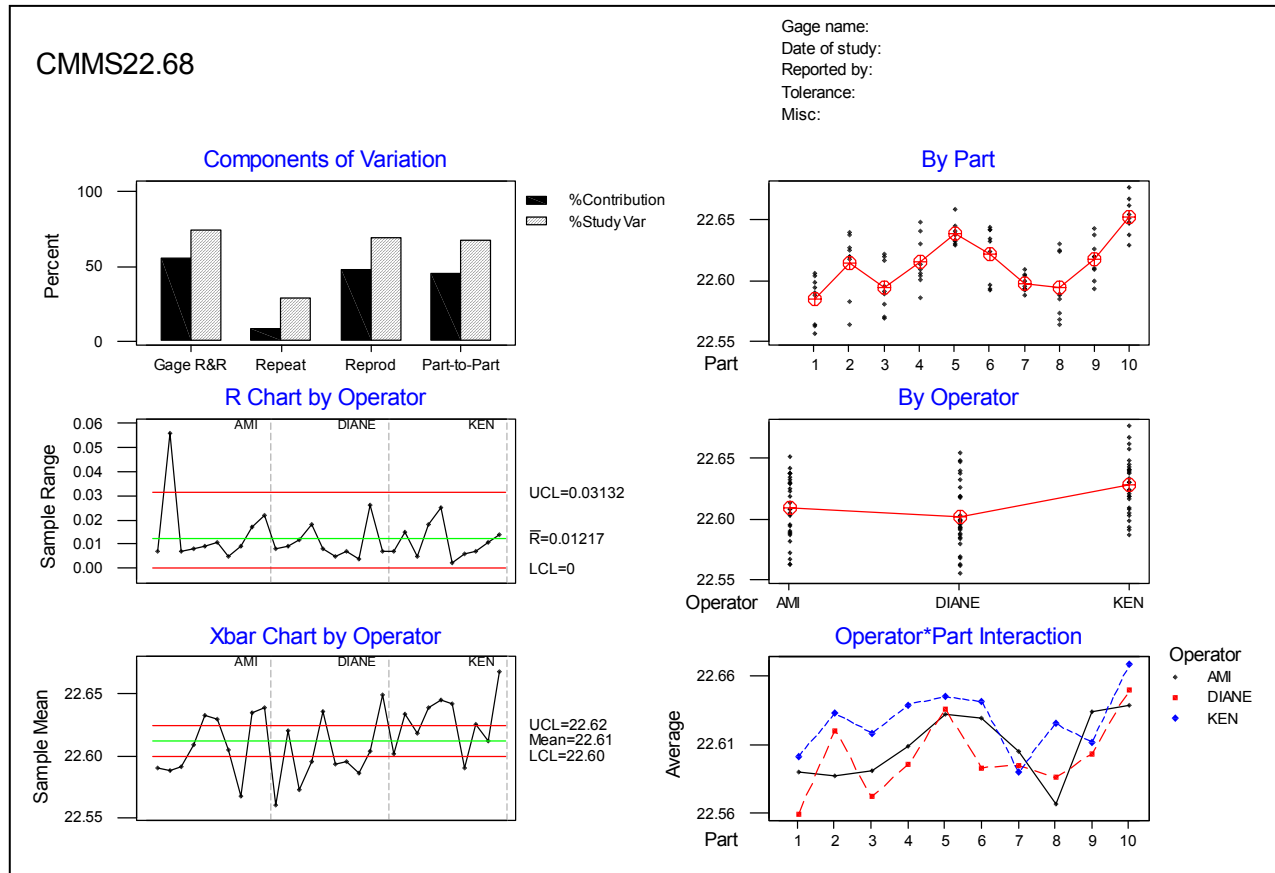 CMMS22.68
Gage name:
Date of study:
Reported by:
Tolerance:
Misc:
Components of Variation
100
50
0
Percent
Gage R&R Repeat Reprod Part-to-Part
%Contribution
%Study Var
By Part
22.65
22.60
22.55
Part 1 2 3 4 5 6 7 8 9 10
R Chart by Operator
AMI DIANE KEN
0.06
0.05
0.04
0.03
0.02
0.01
0.00
Sample Range
UCL=0.03132
R̅=0.01217
LCL=0
By Operator
22.65
22.60
22.55
Operator AMI DIANE KEN
Xbar Chart by Operator
AMI DIANE KEN
22.65
22.60
22.55
Sample Mean
UCL=22.62
Mean=22.61
LCL=22.60
Operator*Part Interaction
22.66
22.61
22.56
Average
Part 1 2 3 4 5 6 7 8 9 10
Operator
AMI
DIANE
KEN